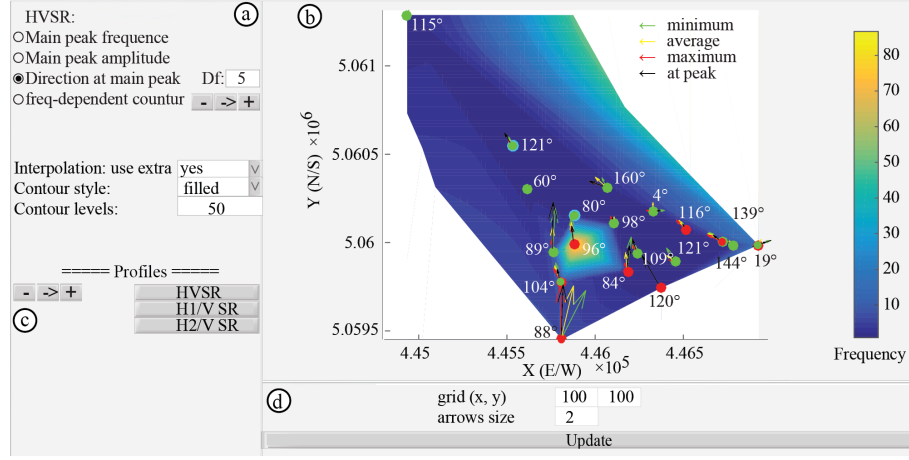 HVSR:
a
Main peak frequence
Main peak amplitude
Direction at main peak Df: 5
freq-dependent countur - -> +
Interpolation: use extra yes
Contour style: filled
Contour levels: 50
===== Profiles =====
- -> + HVSR
H1/V SR
c
H2/V SR
b
minimum
average
maximum
at peak
115°
121°
60°
160°
80°
4°
98°
116°
139°
89°
96°
109°
121°
144°
19°
104°
84°
120°
88°
5.061
5.0605
5.06
5.0595
Y (N/S) ×10⁶
4.45 4.455 4.46 4.465
X (E/W) ×10⁵
80
70
60
50
40
30
20
10
Frequency
d
grid (x, y) 100 100
arrows size 2
Update